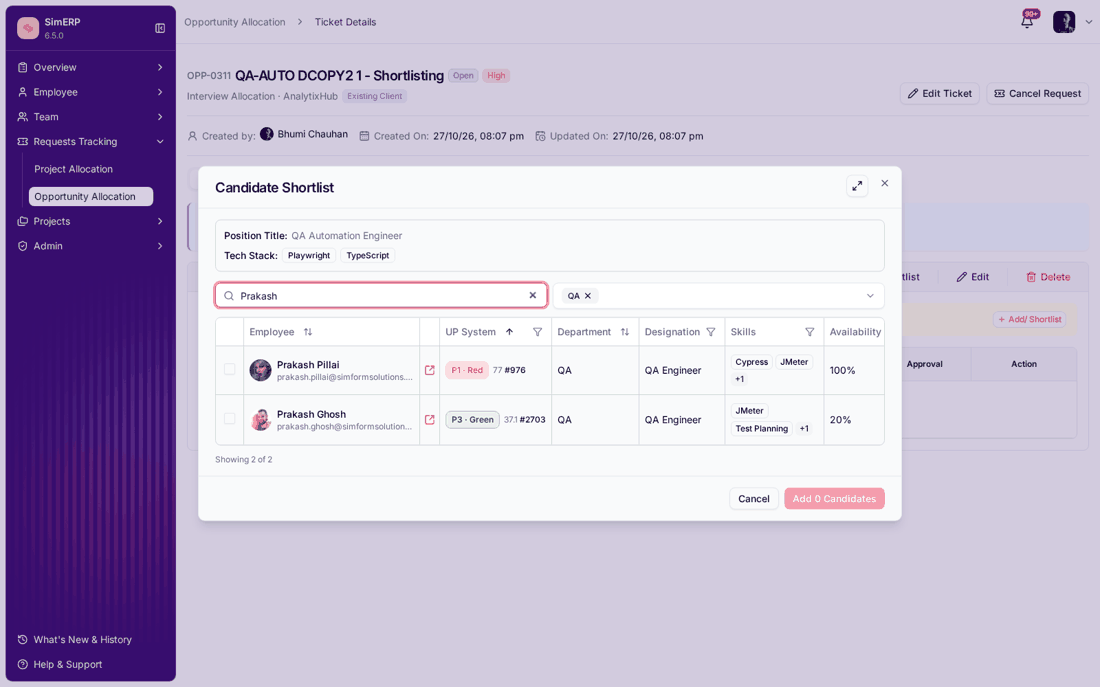 SimERP
6.5.0
Overview
Employee
Team
Requests Tracking
Project Allocation
Opportunity Allocation
Projects
Admin
What's New & History
Help & Support
Opportunity Allocation > Ticket Details
90+
OPP-0311 QA-AUTO DCOPY2 1 - Shortlisting Open High
Interview Allocation · AnalytixHub Existing Client
Edit Ticket Cancel Request
Created by: Bhumi Chauhan Created On: 27/10/26, 08:07 pm Updated On: 27/10/26, 08:07 pm
Candidate Shortlist
Position Title: QA Automation Engineer
Tech Stack: Playwright TypeScript
Prakash
QA
Employee UP System Department Designation Skills Availability
Prakash Pillai
prakash.pillai@simformsolutions....
P1 · Red 77 #976 QA QA Engineer Cypress JMeter +1 100%
Prakash Ghosh
prakash.ghosh@simformsolution...
P3 · Green 37.1 #2703 QA QA Engineer JMeter Test Planning +1 20%
Showing 2 of 2
Cancel Add 0 Candidates
tlist Edit Delete
+ Add/ Shortlist
Approval Action